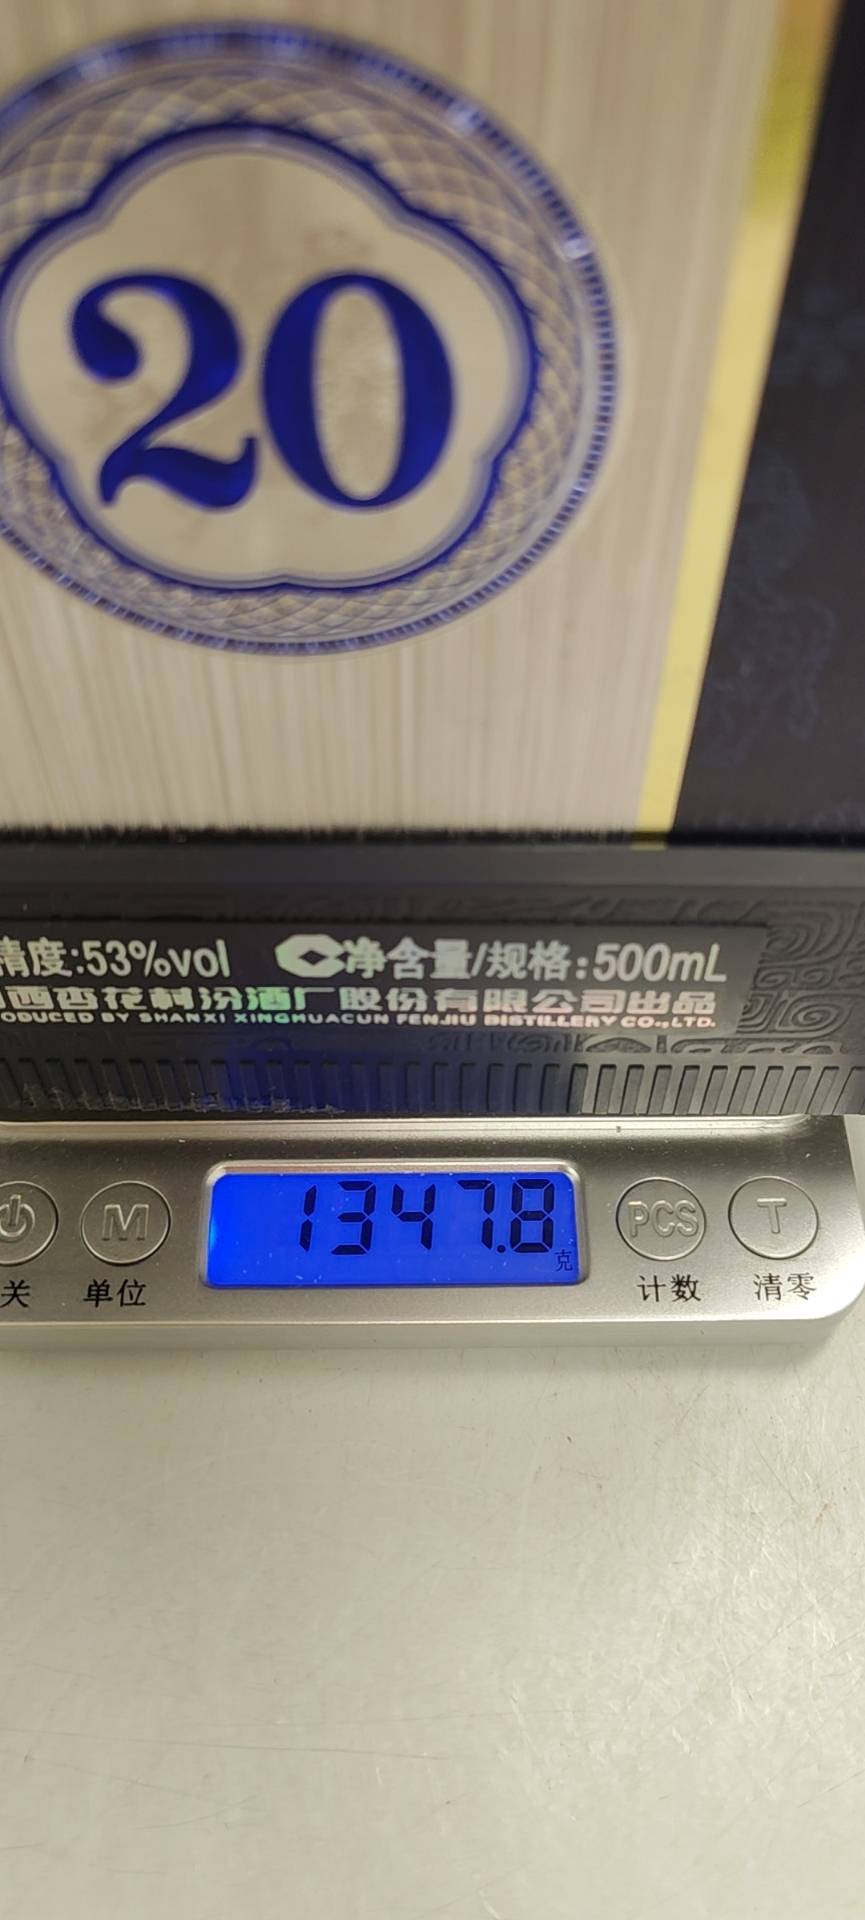 20
精度:53%vol 净含量/规格:500mL
西杏花村汾酒厂股份有限公司出品
ODUCED BY SHANXI XINGHUACUN FENJIU DISTILLERY CO.,LTD.
M 1347.8 克 PCS T
关 单位 计数 清零